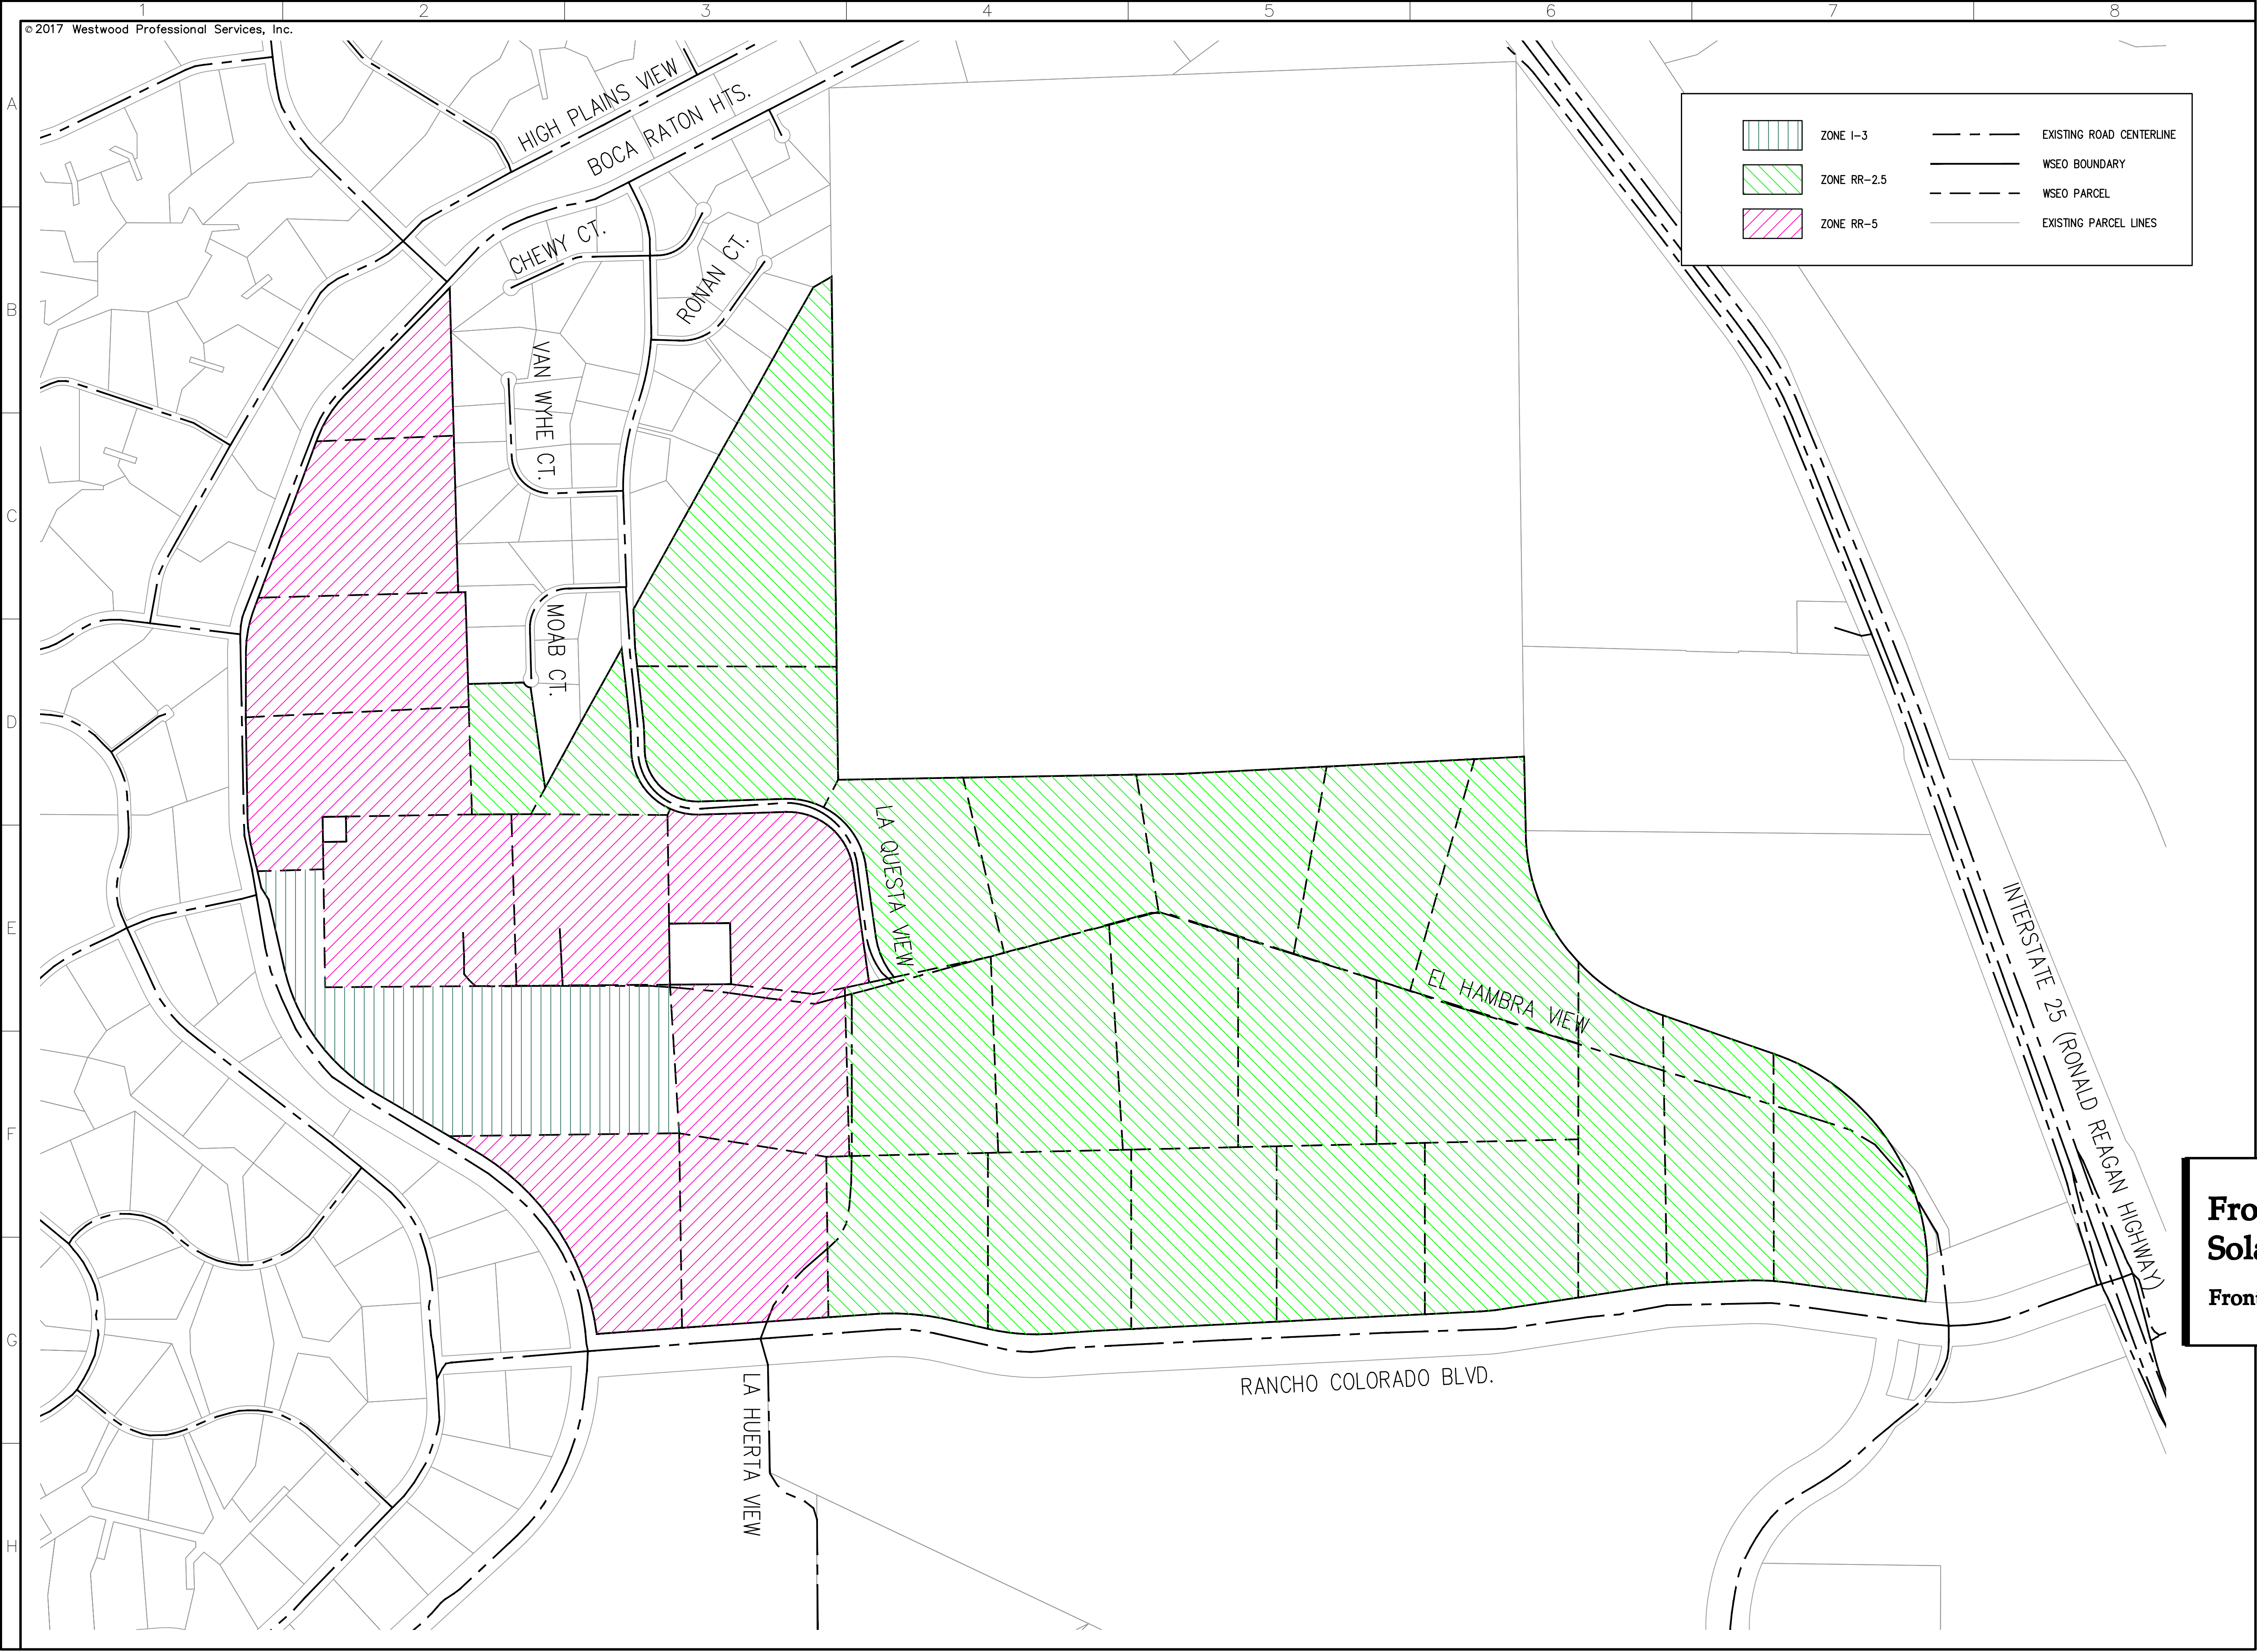 1 2 3 4 5 6 7 8
© 2017 Westwood Professional Services, Inc.
A
B
C
D
E
F
G
H
HIGH PLAINS VIEW
BOCA RATON HTS.
CHEWY CT.
RONAN CT.
VAN WYHE CT.
MOAB CT.
LA QUESTA VIEW
EL HAMBRA VIEW
INTERSTATE 25 (RONALD REAGAN HIGHWAY)
RANCHO COLORADO BLVD.
LA HUERTA VIEW
ZONE I-3
ZONE RR-2.5
ZONE RR-5
EXISTING ROAD CENTERLINE
WSEO BOUNDARY
WSEO PARCEL
EXISTING PARCEL LINES
Fro
Sol
Fron